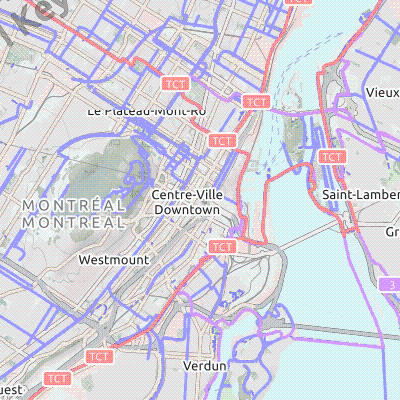 Key
TCT
TCT
Vieux
Le Plateau-Mont-Ro
TCT
TCT
Centre-Ville
Downtown
Saint-Lamber
MONTRÉAL
MONTREAL
Gr
TCT
Westmount
3
TCT
Verdun
TCT
uest